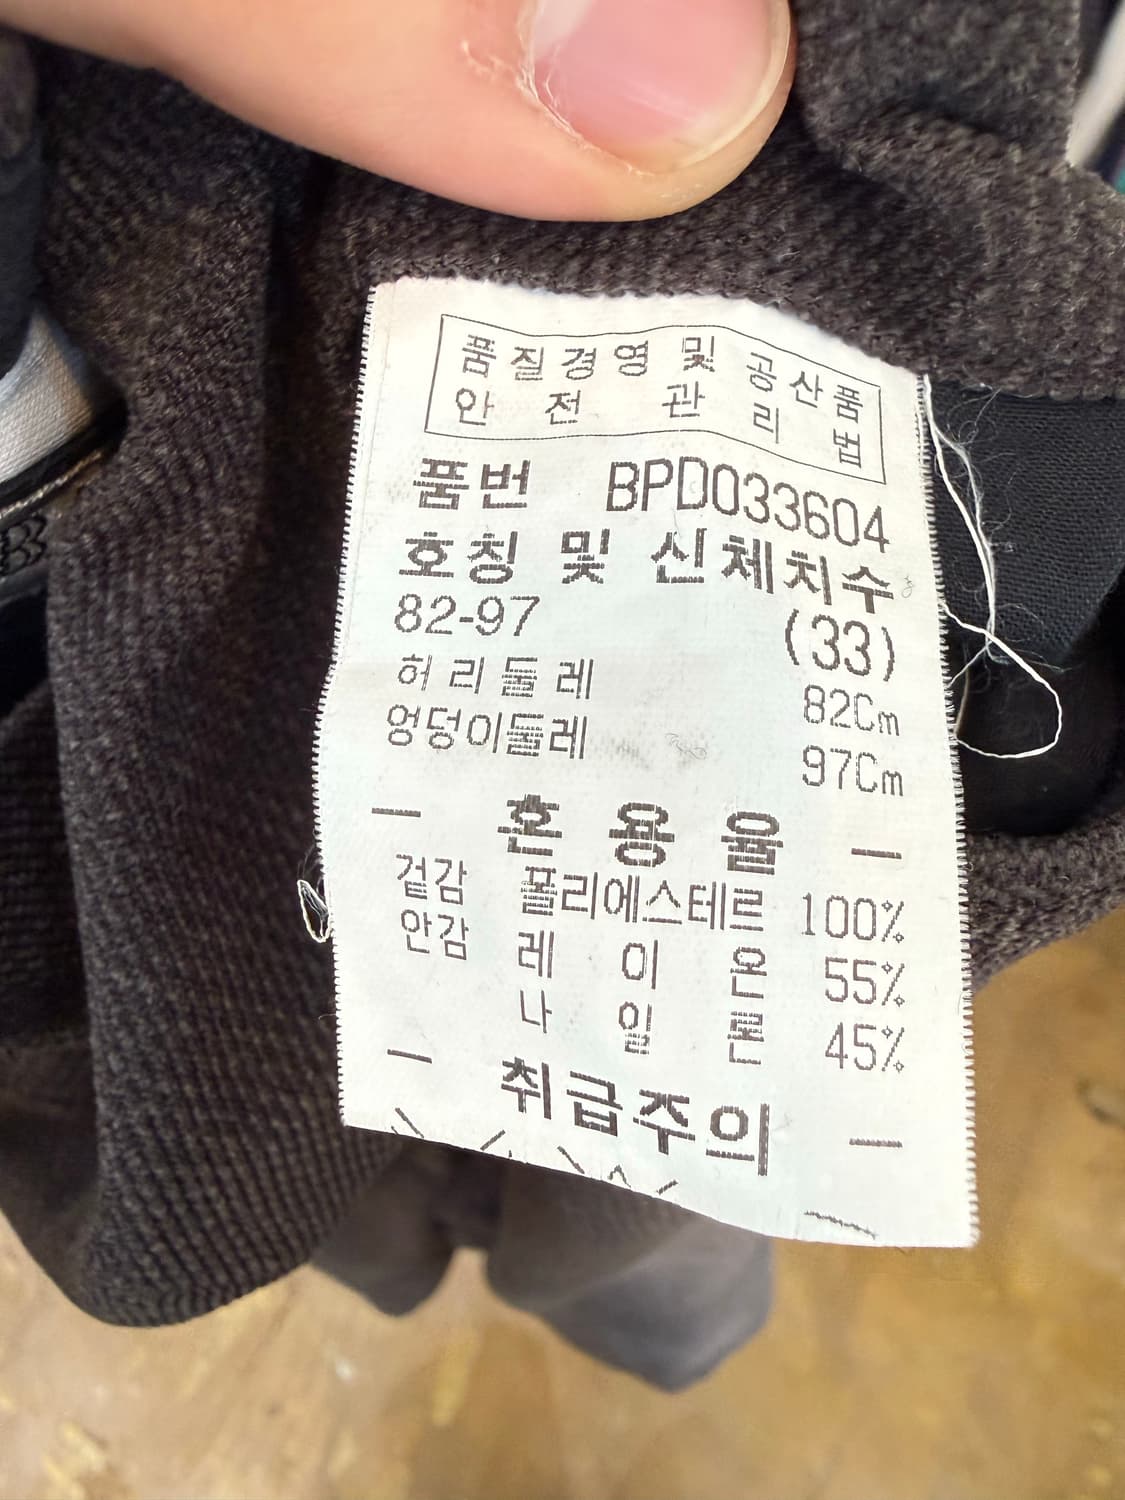 품질경영 및 공산품
안전관리법
품번 BPD033604
호칭 및 신체치수
82-97 (33)
허리둘레 82Cm
엉덩이둘레 97Cm
- 혼용율 -
겉감 폴리에스테르 100%
안감 레이온 55%
나일론 45%
- 취급주의 -